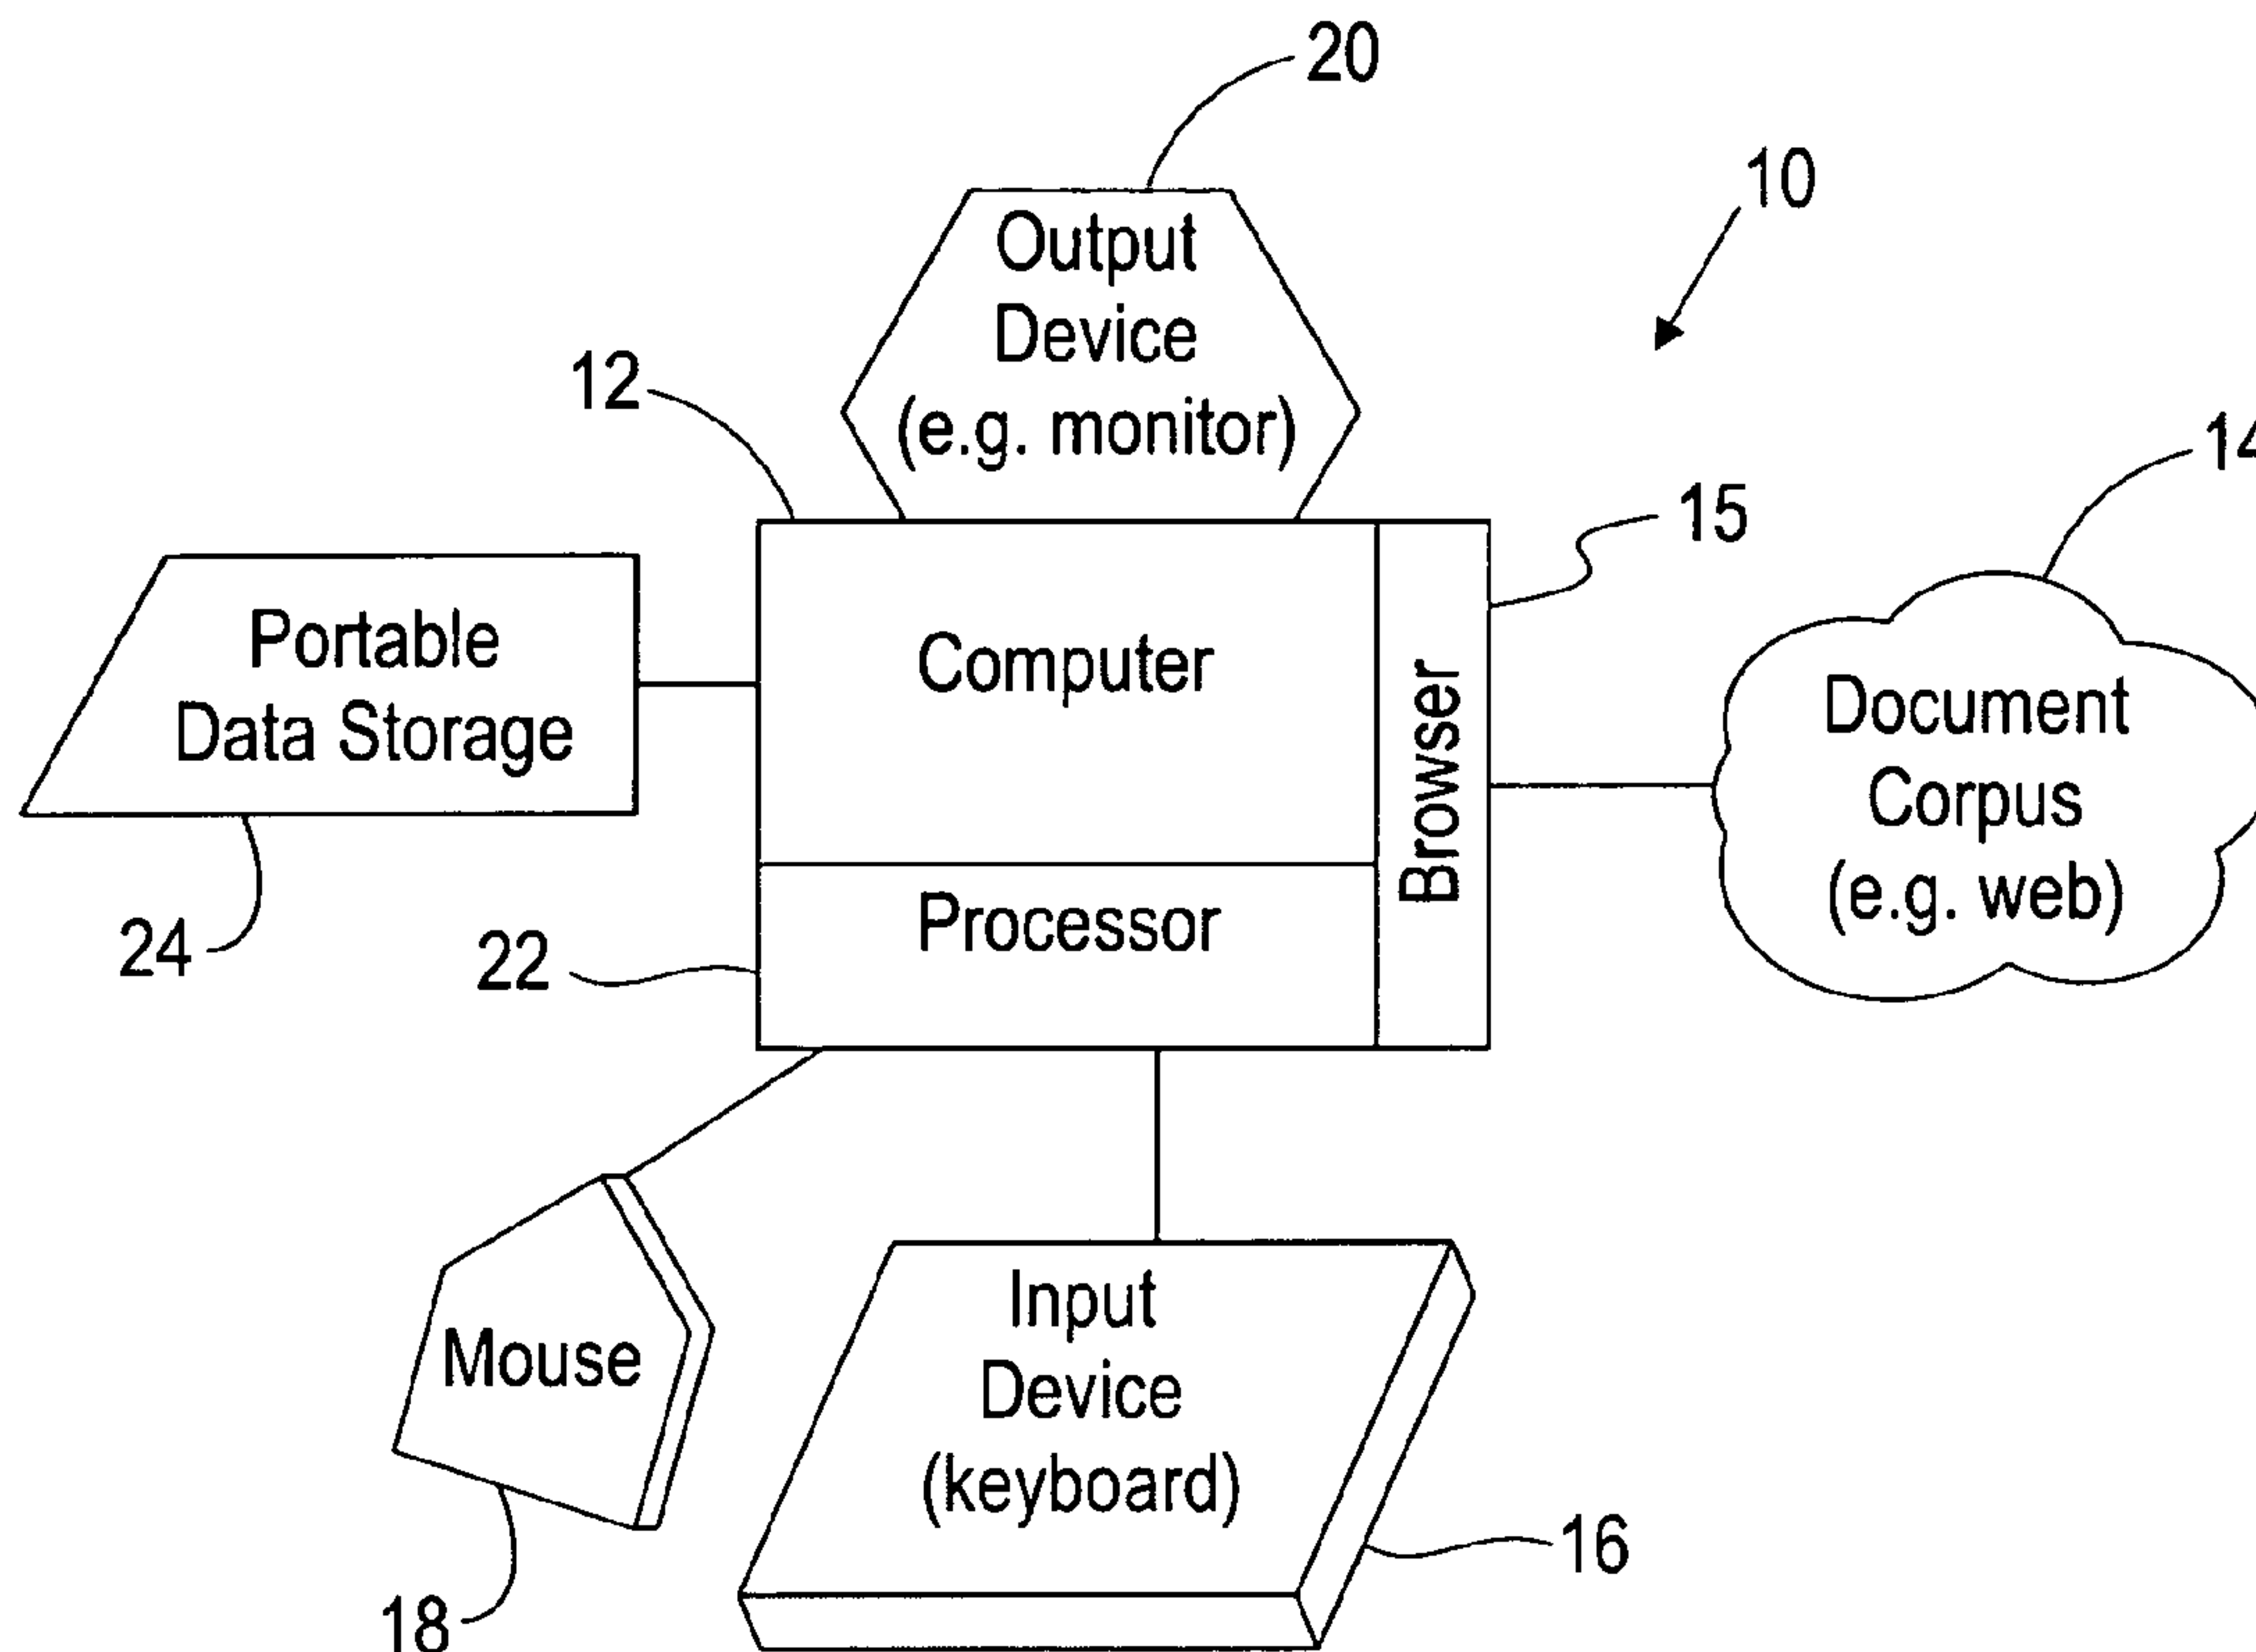 20
10
Output
Device
(e.g. monitor)
12
14
15
Portable
Data Storage
Computer
Browser
Document
Corpus
(e.g. web)
Processor
24
22
Mouse
Input
Device
(keyboard)
16
18